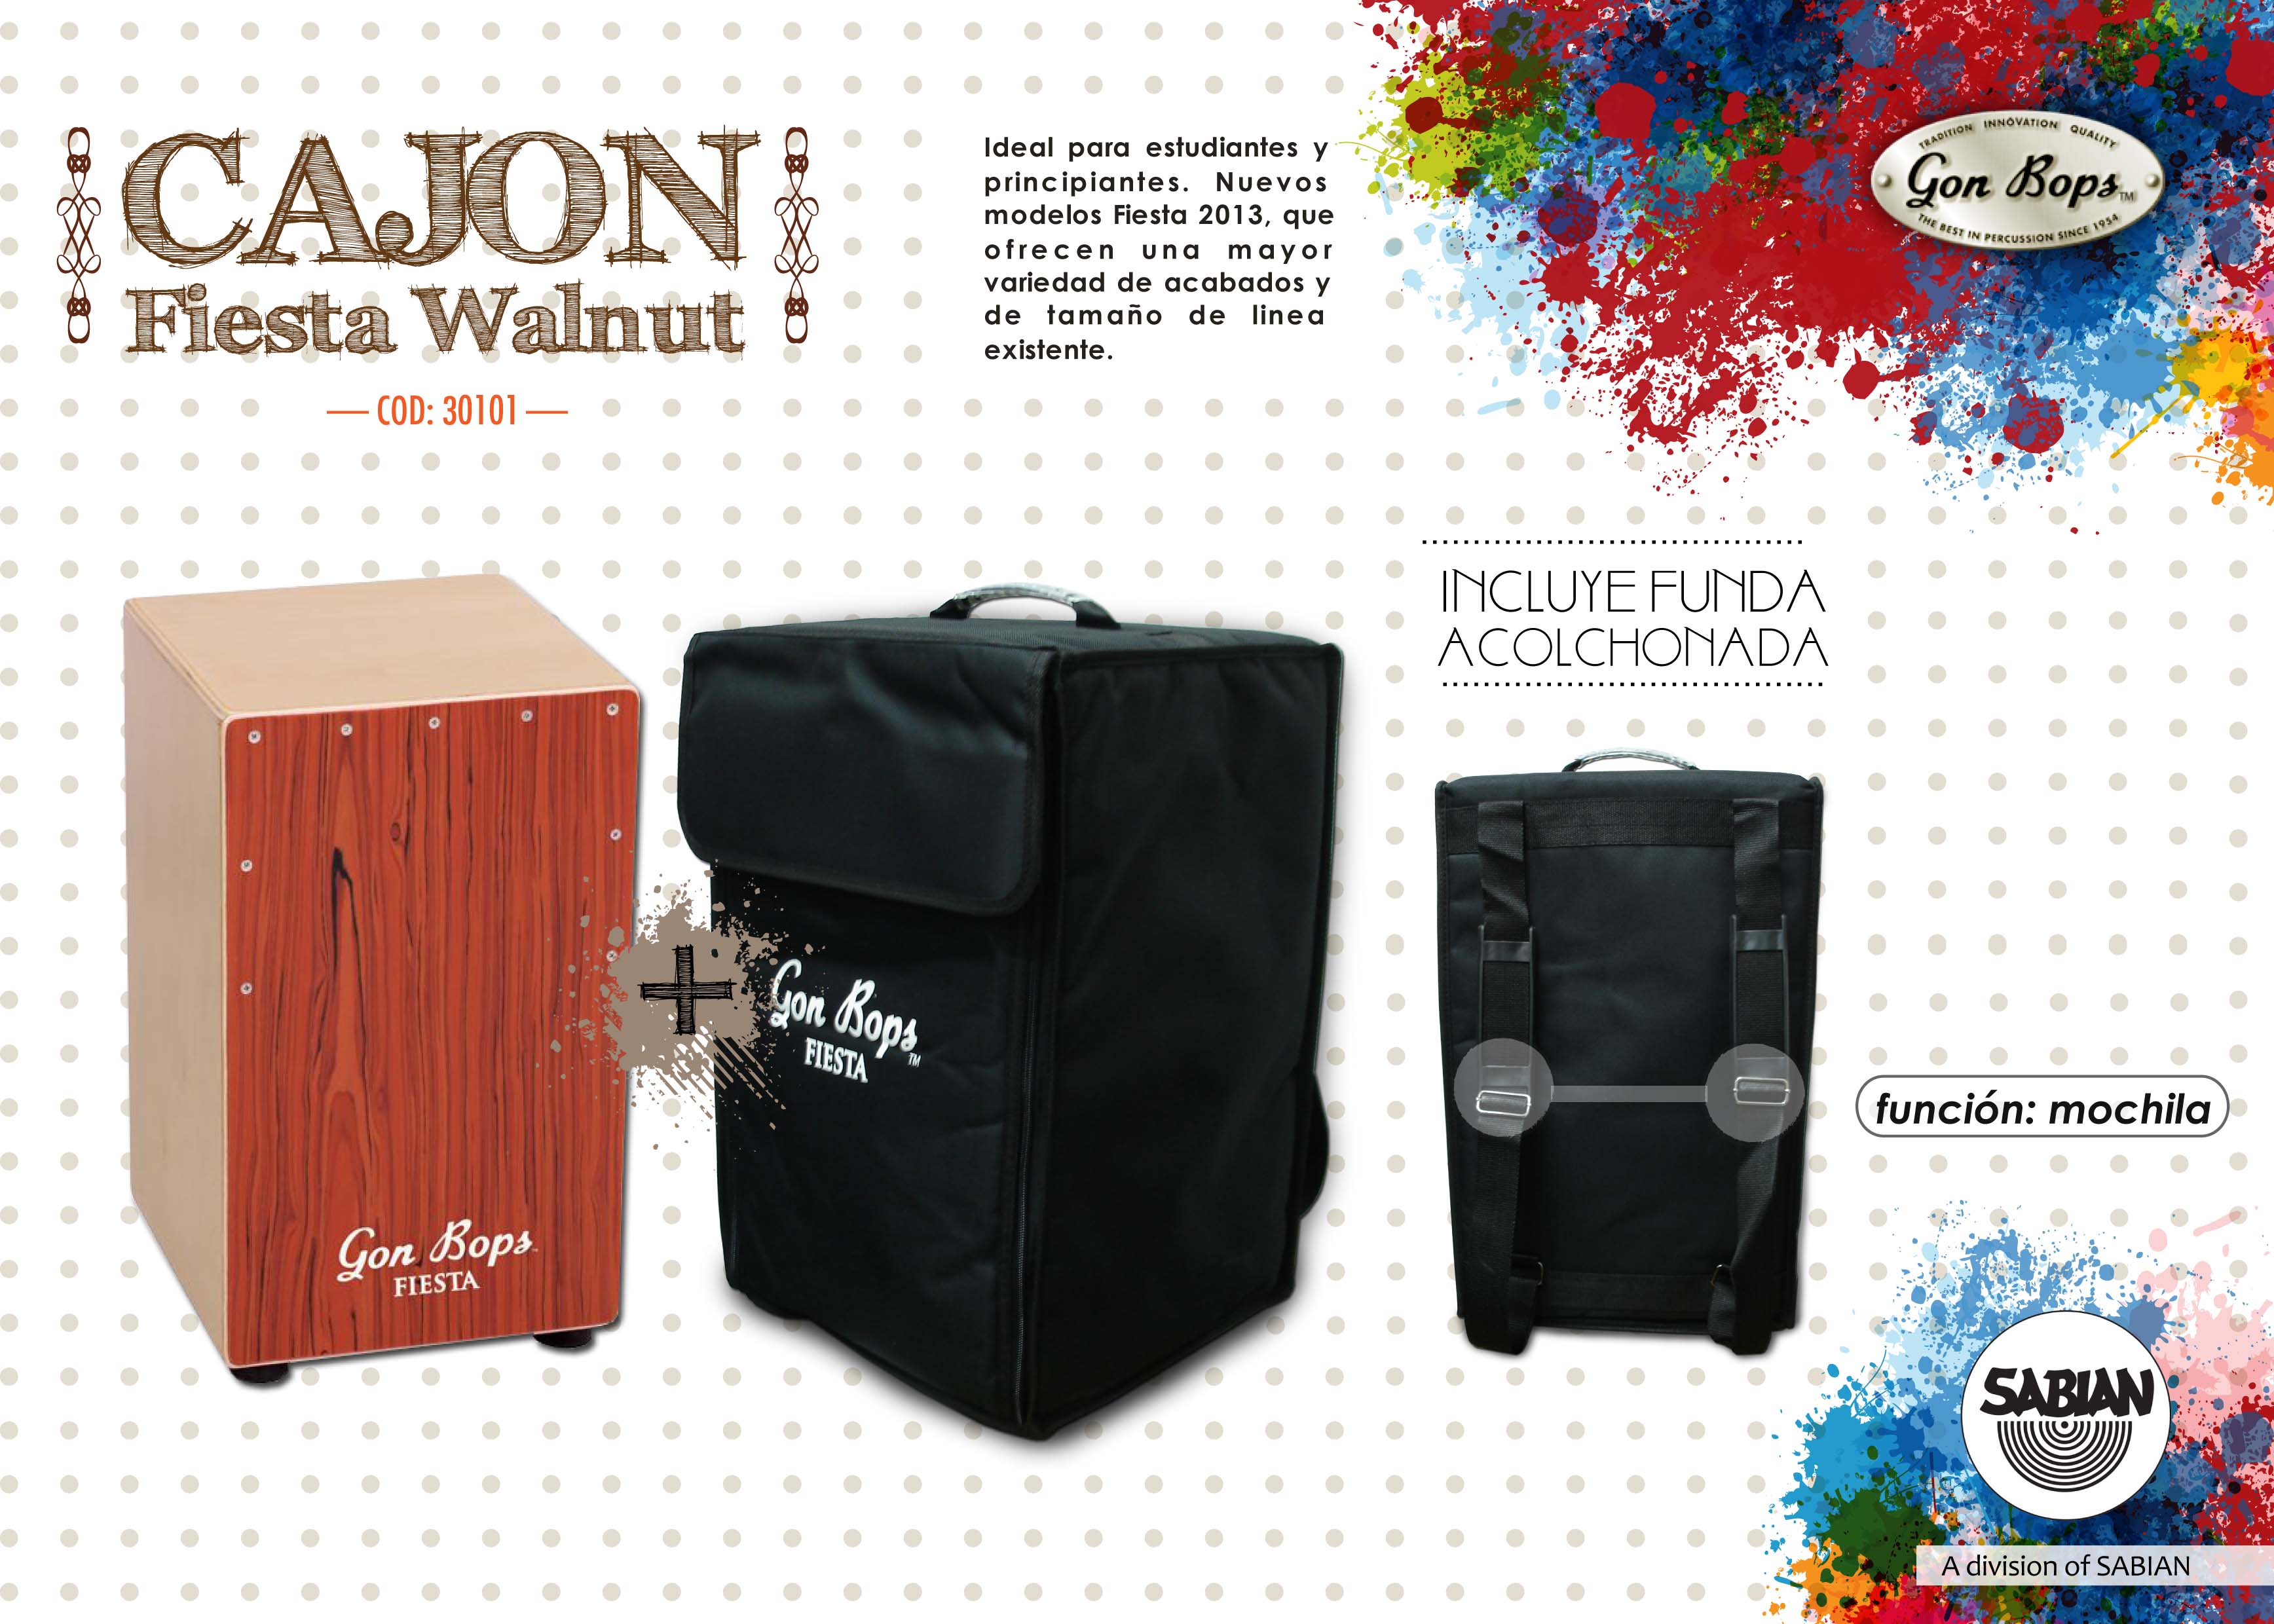 CAJON
Fiesta Walnut
COD: 30101
Ideal para estudiantes y
principiantes. Nuevos
modelos Fiesta 2013, que
ofrecen una mayor
variedad de acabados y
de tamaño de linea
existente.
TRADITION INNOVATION QUALITY
Gon Bops TM
THE BEST IN PERCUSSION SINCE 1954
INCLUYE FUNDA
ACOLCHONADA
+
Gon Bops TM
FIESTA
Gon Bops
FIESTA
función: mochila
SABIAN
A division of SABIAN